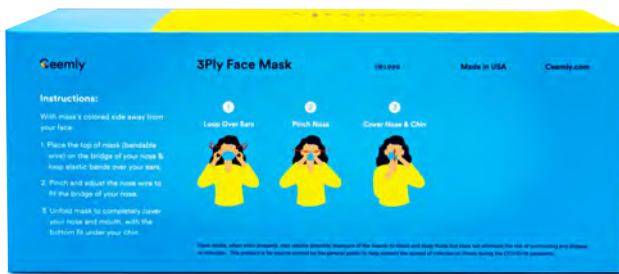 Ceemly
3Ply Face Mask
Made in USA
Ceemly.com
Instructions:
With mask's colored side away from
your face:
1. Place the top of mask (bendable
wire) on the bridge of your nose &
loop elastic bands over your ears.
2. Pinch and adjust the nose wire to
fit the bridge of your nose.
3. Unfold mask to completely cover
your nose and mouth, with the
bottom fit under your chin.
1
Loop Over Ears
2
Pinch Nose
3
Cover Nose & Chin